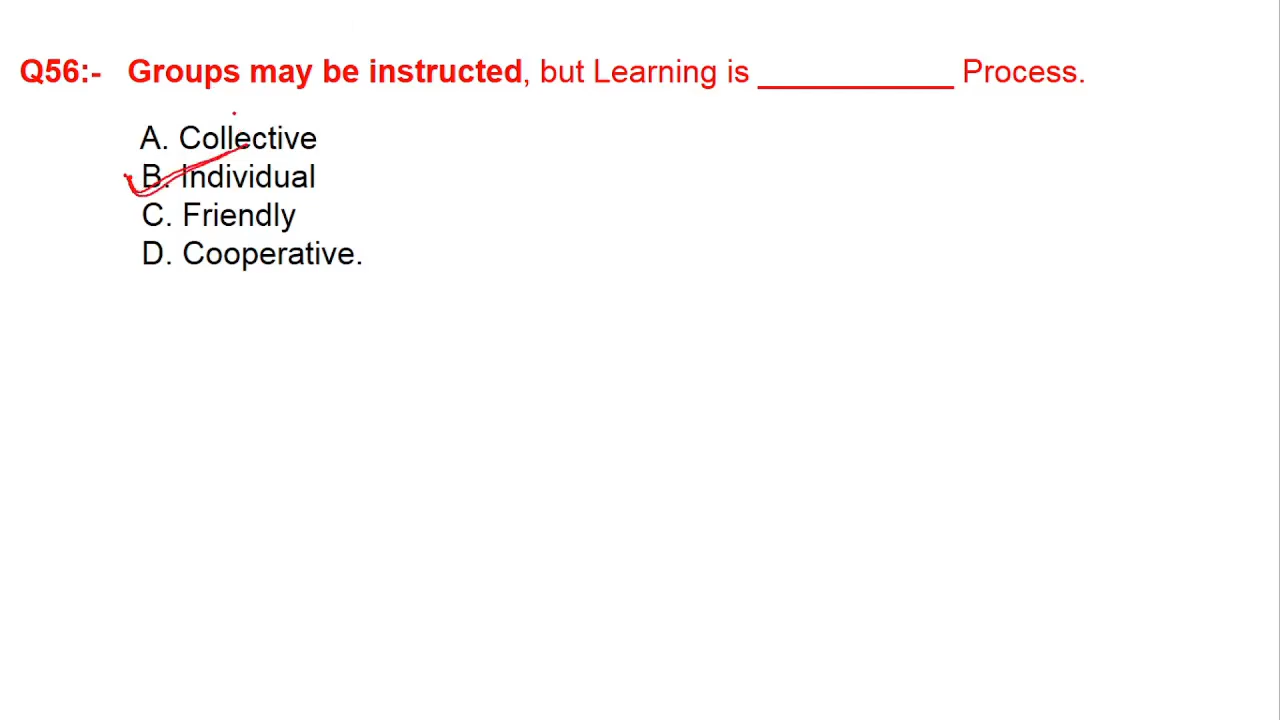 Q56:- Groups may be instructed, but Learning is ____________ Process.
A. Collective
B. Individual
C. Friendly
D. Cooperative.